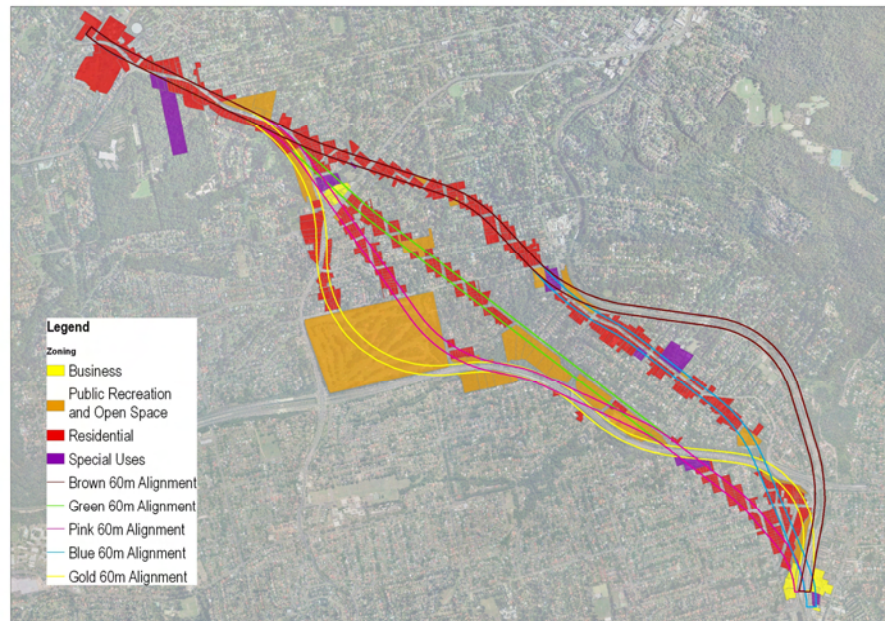 Legend
Zoning
Business
Public Recreation
and Open Space
Residential
Special Uses
Brown 60m Alignment
Green 60m Alignment
Pink 60m Alignment
Blue 60m Alignment
Gold 60m Alignment